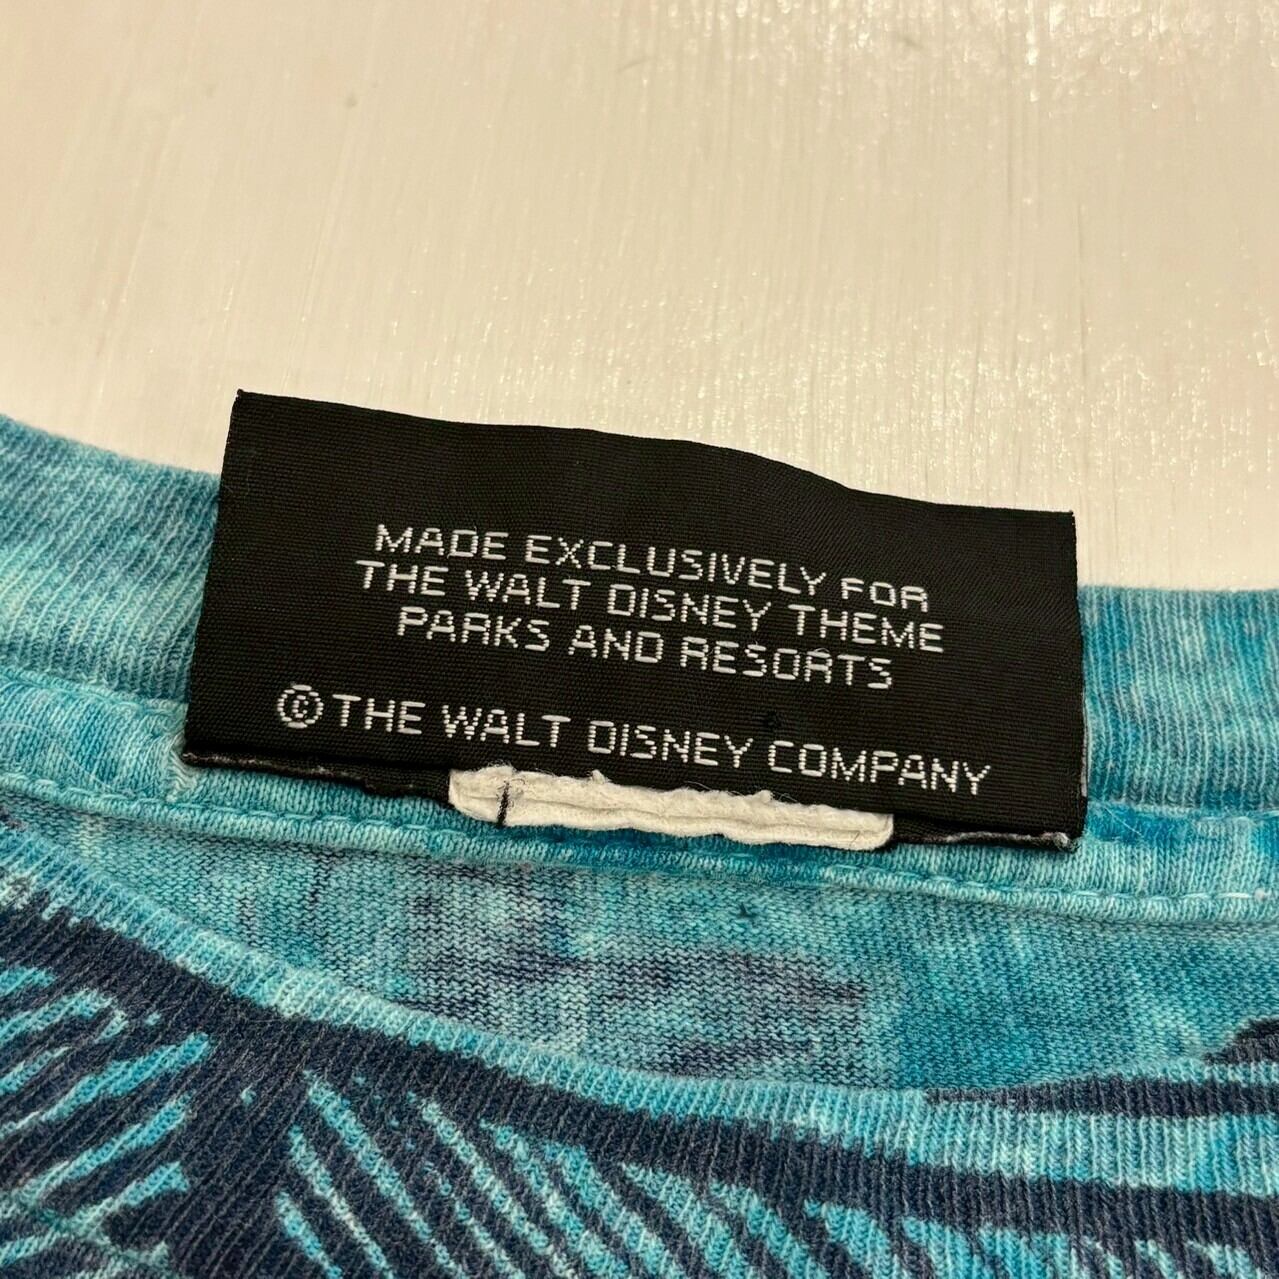 MADE EXCLUSIVELY FOR
THE WALT DISNEY THEME
PARKS AND RESORTS
© THE WALT DISNEY COMPANY